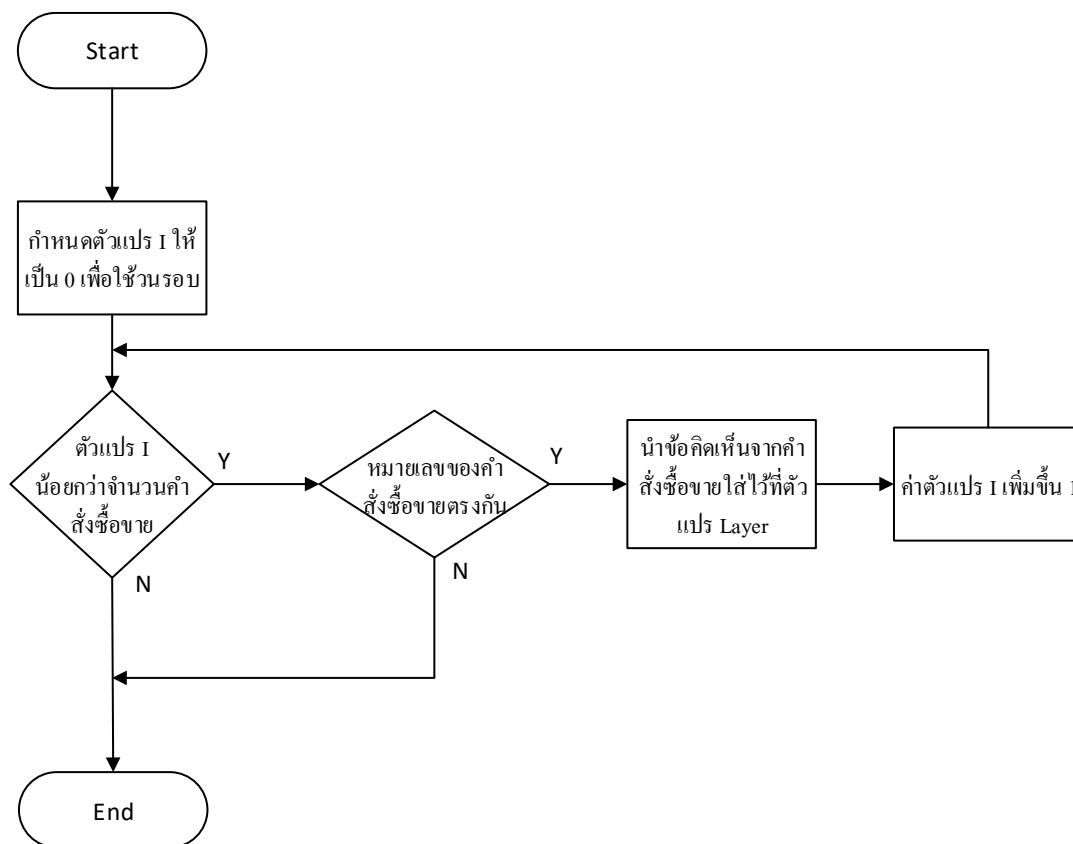 Start
กำหนดตัวแปร I ให้
เป็น 0 เพื่อใช้วนรอบ
ตัวแปร I
น้อยกว่าจำนวนคำ
สั่งซื้อขาย
Y
N
หมายเลขของคำ
สั่งซื้อขายตรงกัน
Y
N
นำข้อคิดเห็นจากคำ
สั่งซื้อขายใส่ไว้ที่ตัว
แปร Layer
ค่าตัวแปร I เพิ่มขึ้น 1
End